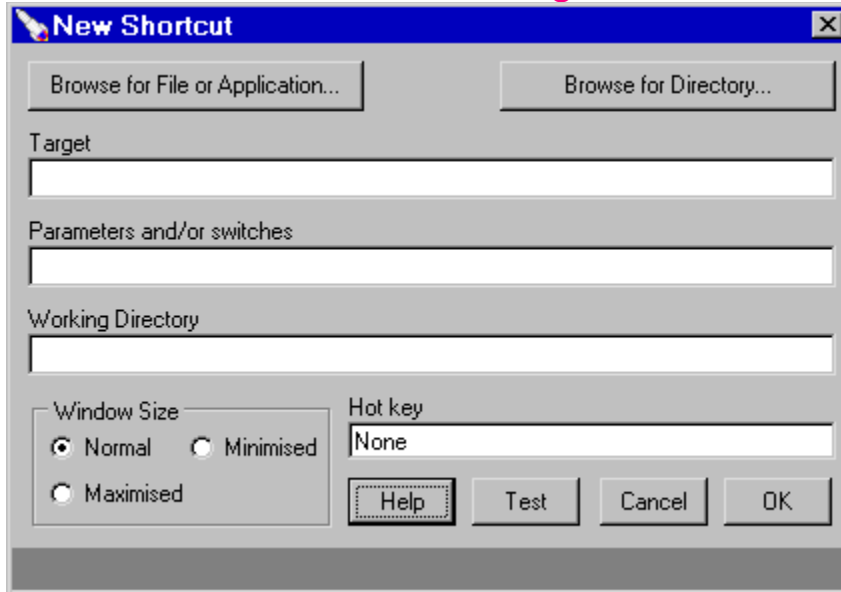 New Shortcut
Browse for File or Application... Browse for Directory...
Target
Parameters and/or switches
Working Directory
Window Size
Normal Minimised
Maximised
Hot key
None
Help Test Cancel OK